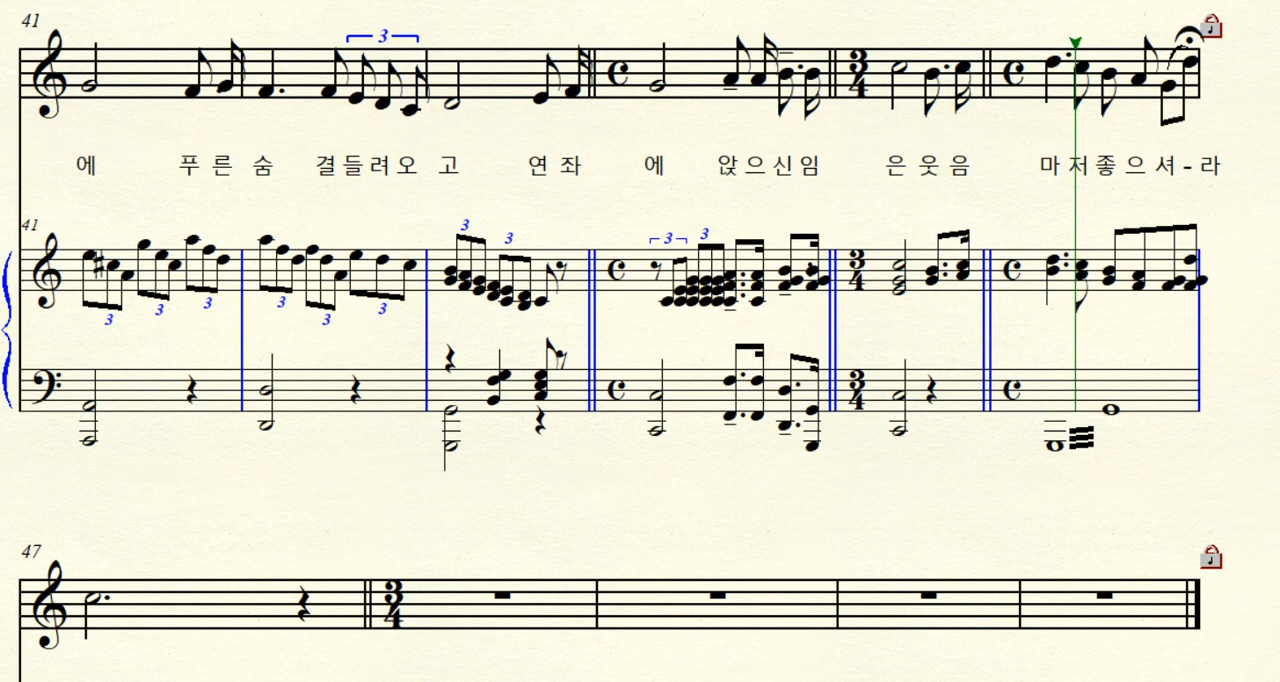 41
3
에 푸 른 숨 결 들 려 오 고 연 좌 에 앉 으 신 임 은 웃 음 마 저 좋 으 셔 - 라
41
3 3 3 3 3 3 3 3 3 3
47